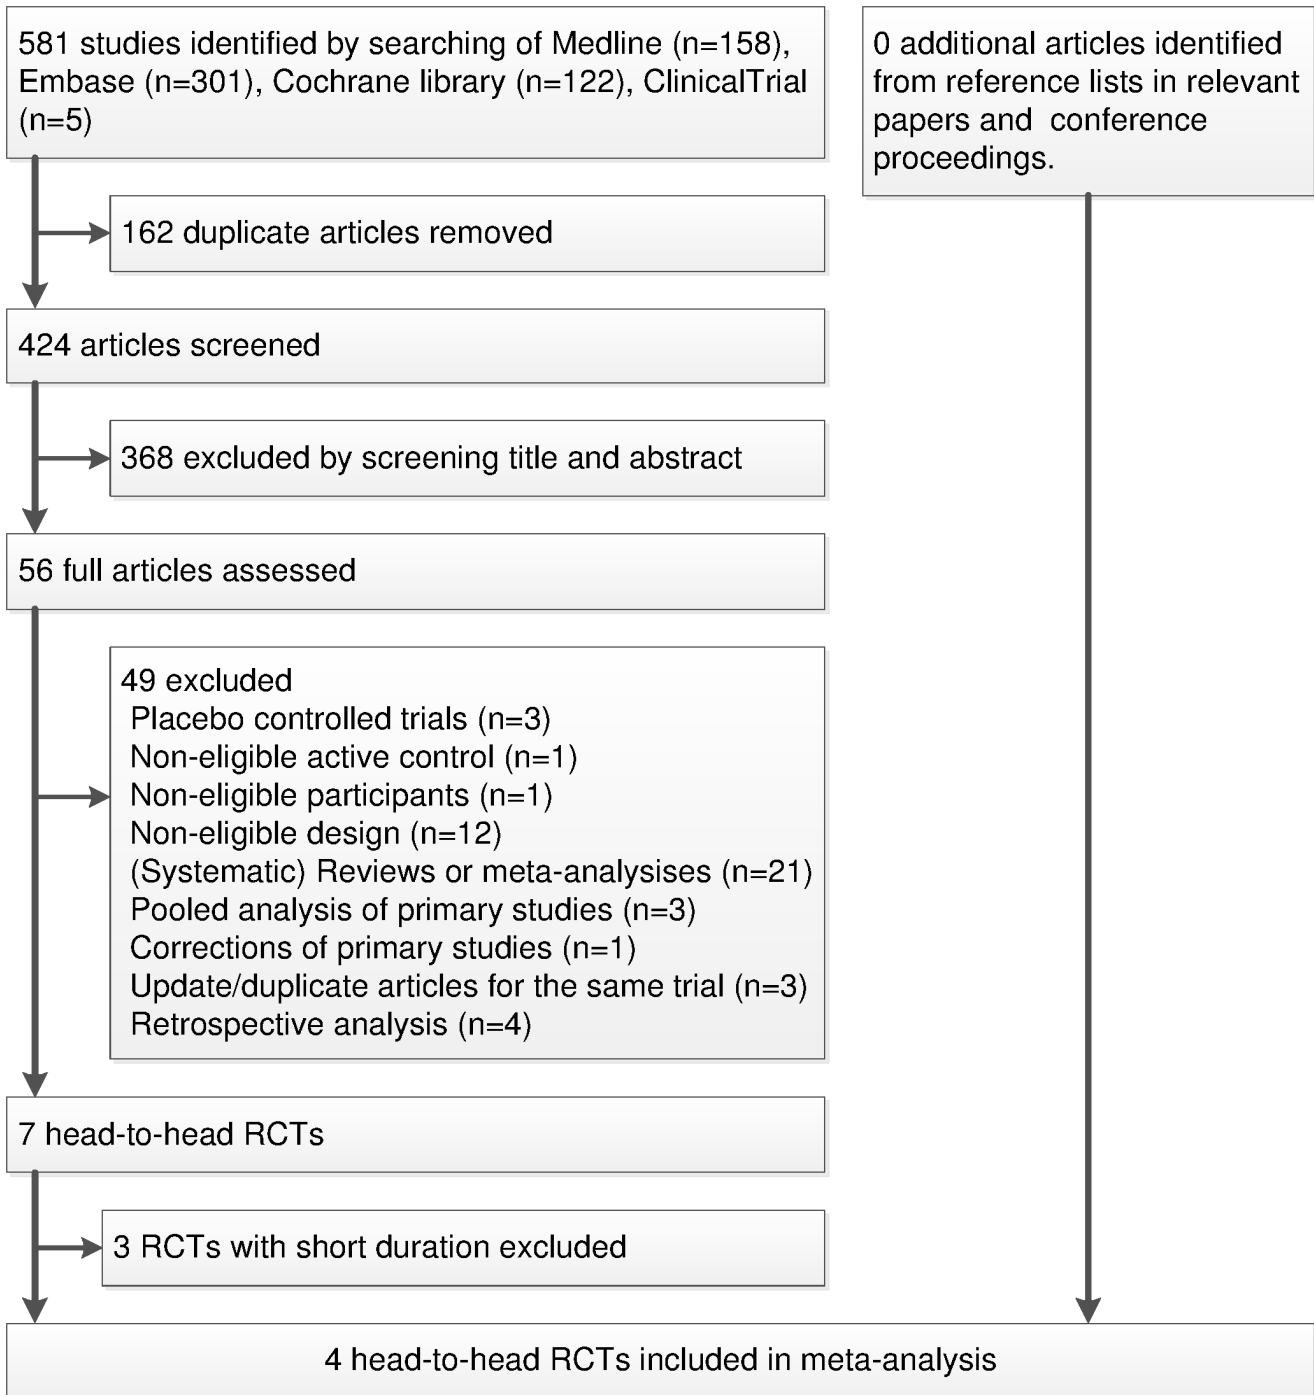 581 studies identified by searching of Medline (n=158),
Embase (n=301), Cochrane library (n=122), ClinicalTrial
(n=5)
0 additional articles identified
from reference lists in relevant
papers and conference
proceedings.
162 duplicate articles removed
424 articles screened
368 excluded by screening title and abstract
56 full articles assessed
49 excluded
Placebo controlled trials (n=3)
Non-eligible active control (n=1)
Non-eligible participants (n=1)
Non-eligible design (n=12)
(Systematic) Reviews or meta-analysises (n=21)
Pooled analysis of primary studies (n=3)
Corrections of primary studies (n=1)
Update/duplicate articles for the same trial (n=3)
Retrospective analysis (n=4)
7 head-to-head RCTs
3 RCTs with short duration excluded
4 head-to-head RCTs included in meta-analysis